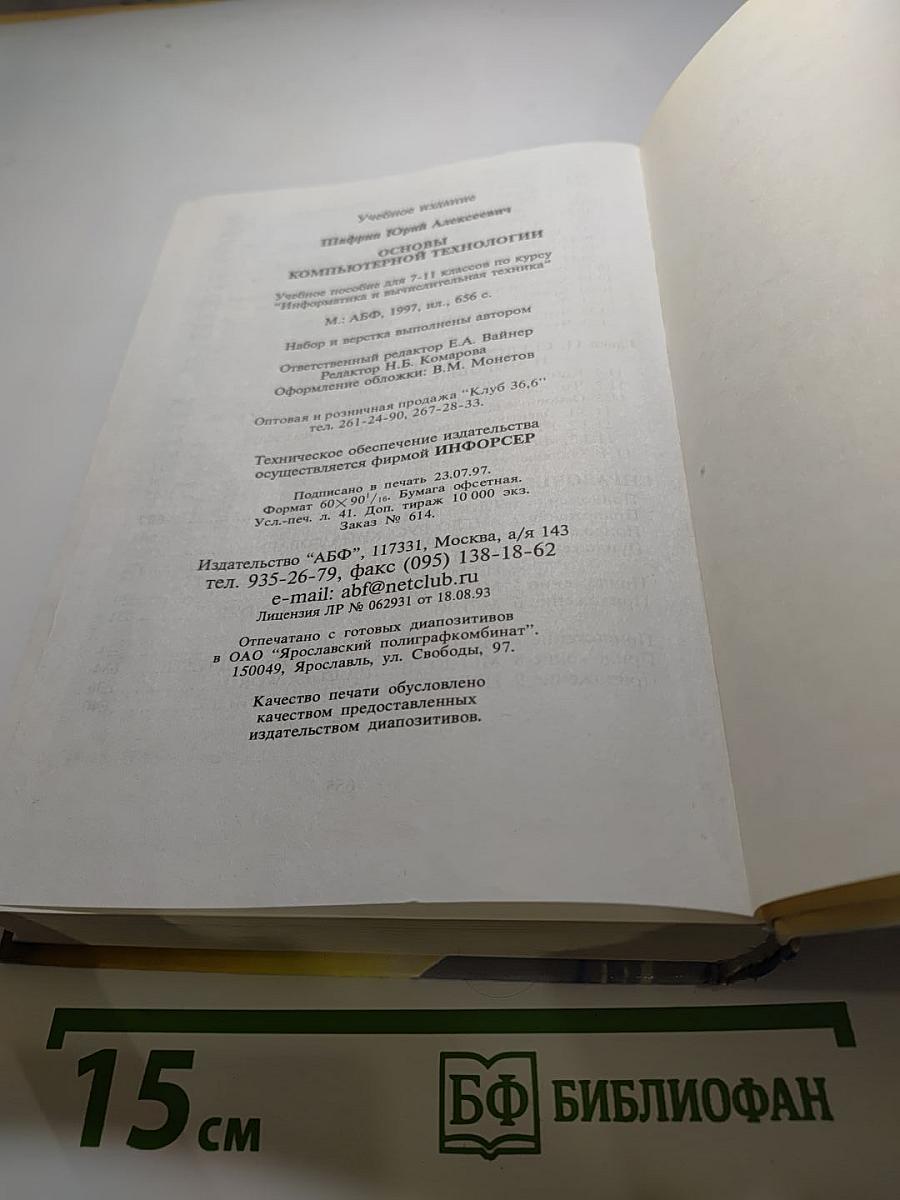 Учебное издание
Шафрин Юрий Алексеевич
ОСНОВЫ
КОМПЬЮТЕРНОЙ ТЕХНОЛОГИИ
Учебное пособие для 7-11 классов по курсу
"Информатика и вычислительная техника"
М.: АБФ, 1997, ил., 656 с.
Набор и верстка выполнены автором
Ответственный редактор Е.А. Вайнер
Редактор Н.Б. Комарова
Оформление обложки: В.М. Монетов
Оптовая и розничная продажа "Клуб 36,6"
тел. 261-24-90, 267-28-33.
Техническое обеспечение издательства
осуществляется фирмой ИНФОРСЕР
Подписано в печать 23.07.97.
Формат 60×90¹/₁₆. Бумага офсетная.
Усл.-печ. л. 41. Доп. тираж 10 000 экз.
Заказ № 614.
Издательство "АБФ", 117331, Москва, а/я 143
тел. 935-26-79, факс (095) 138-18-62
e-mail: abf@netclub.ru
Лицензия ЛР № 062931 от 18.08.93
Отпечатано с готовых диапозитивов
в ОАО "Ярославский полиграфкомбинат".
150049, Ярославль, ул. Свободы, 97.
Качество печати обусловлено
качеством предоставленных
издательством диапозитивов.
15 см
БФ БИБЛИОФАН